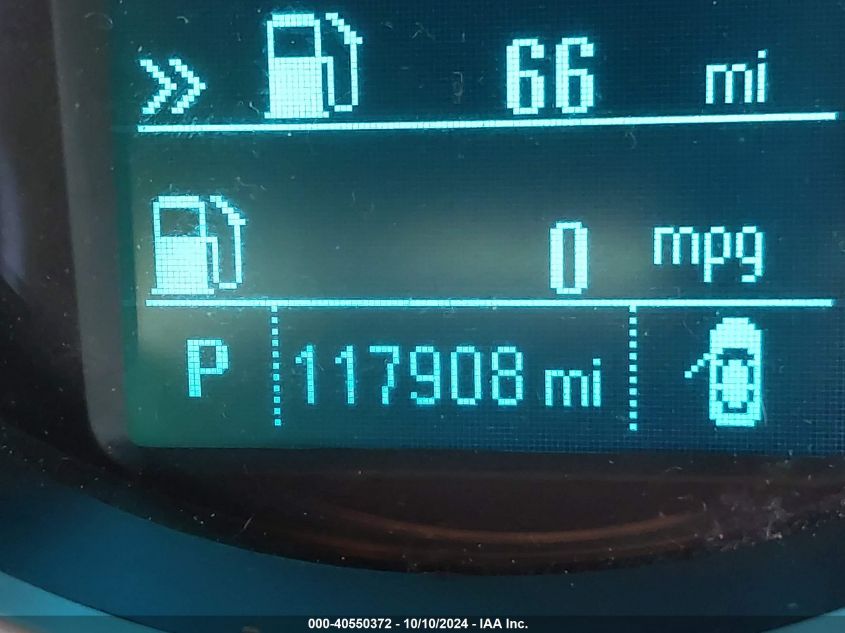 66 mi
0 mpg
P 117908 mi
000-40550372 - 10/10/2024 - IAA Inc.